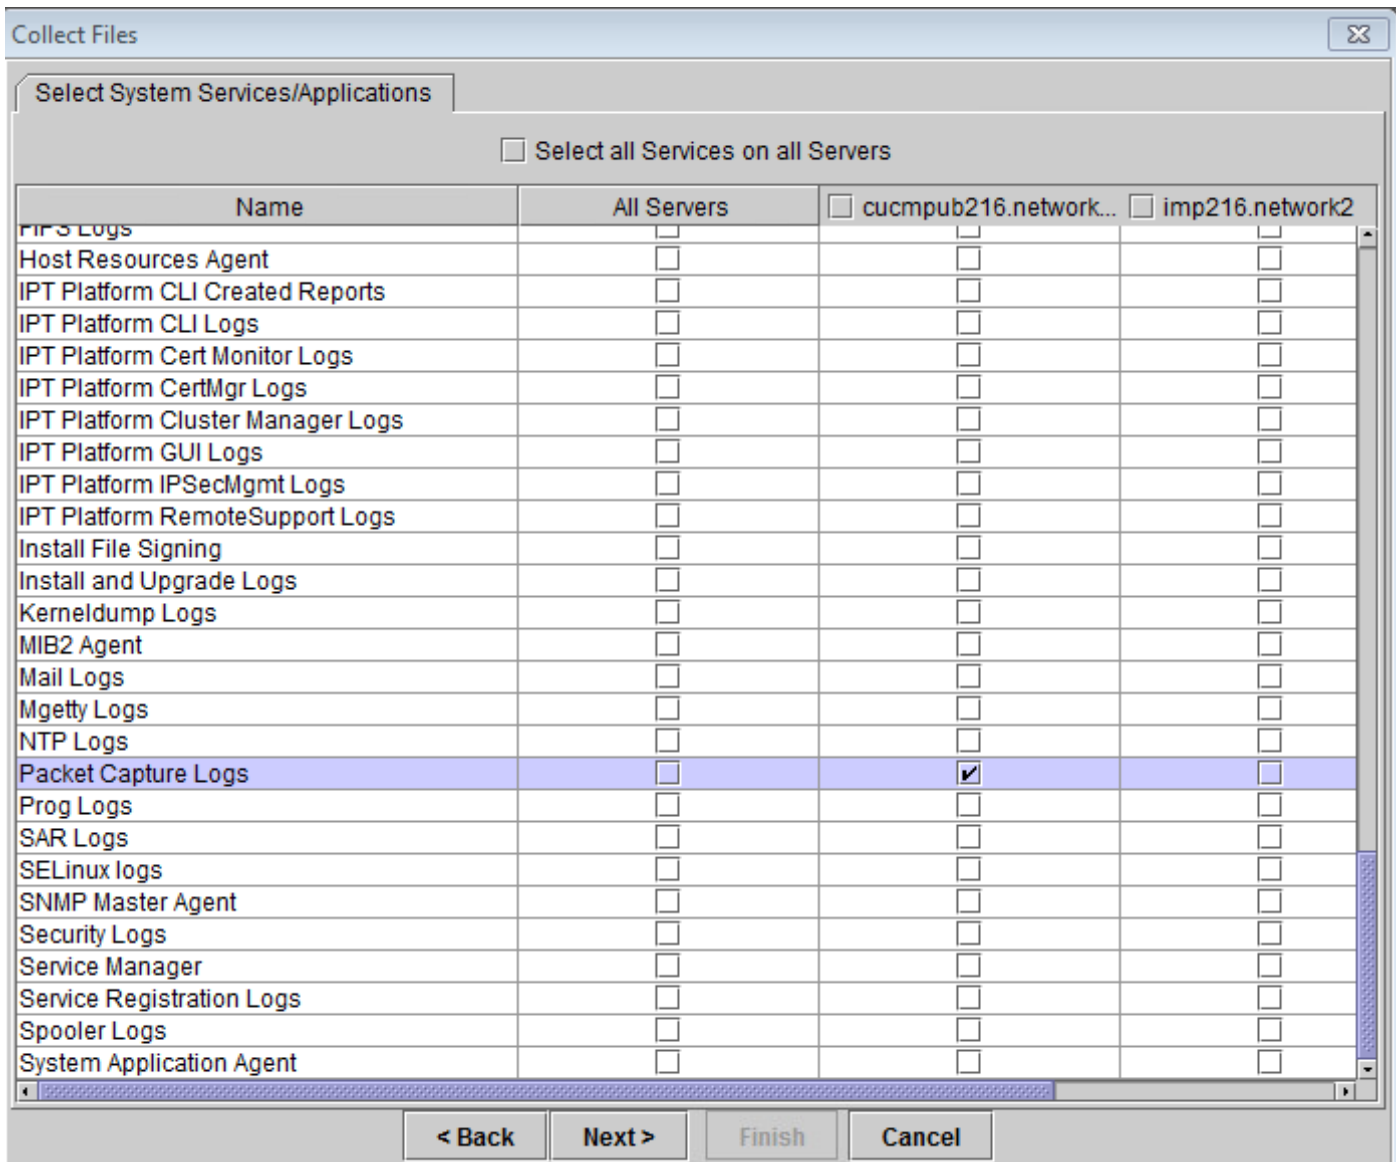 Collect Files
Select System Services/Applications
Select all Services on all Servers
Name All Servers cucmpub216.network... imp216.network2
FIPS Logs
Host Resources Agent
IPT Platform CLI Created Reports
IPT Platform CLI Logs
IPT Platform Cert Monitor Logs
IPT Platform CertMgr Logs
IPT Platform Cluster Manager Logs
IPT Platform GUI Logs
IPT Platform IPSecMgmt Logs
IPT Platform RemoteSupport Logs
Install File Signing
Install and Upgrade Logs
Kerneldump Logs
MIB2 Agent
Mail Logs
Mgetty Logs
NTP Logs
Packet Capture Logs
Prog Logs
SAR Logs
SELinux logs
SNMP Master Agent
Security Logs
Service Manager
Service Registration Logs
Spooler Logs
System Application Agent
< Back Next > Finish Cancel